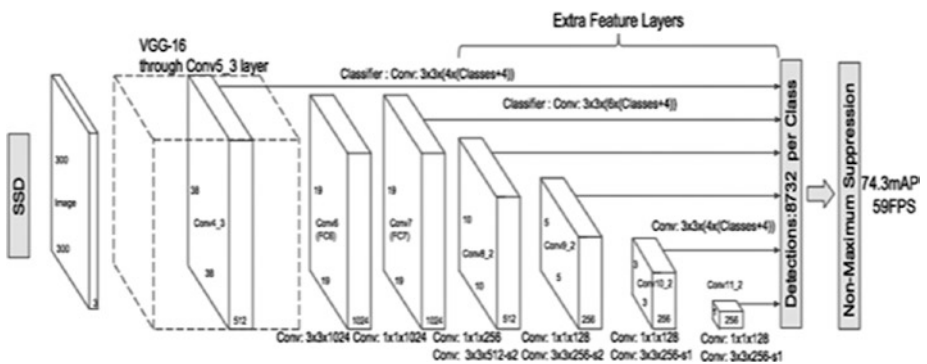 Extra Feature Layers
VGG-16
through Conv5_3 layer
Classifier : Conv: 3x3x(4x(Classes+4))
Classifier : Conv: 3x3x(6x(Classes+4))
SSD
300
Image
300
3
38
Conv4_3
38
512
19
Conv6
(FC6)
19
1024
19
Conv7
(FC7)
19
1024
10
Conv8_2
10
512
5
Conv9_2
5
256
Conv: 3x3x(4x(Classes+4))
3
Conv10_2
3
256
Conv11_2
256
Detections:8732 per Class
Non-Maximum Suppression
74.3mAP
59FPS
Conv: 3x3x1024 Conv: 1x1x1024 Conv: 1x1x256 Conv: 1x1x128 Conv: 1x1x128 Conv: 1x1x128
Conv: 3x3x512-s2 Conv: 3x3x256-s2 Conv: 3x3x256-s1 Conv: 3x3x256-s1